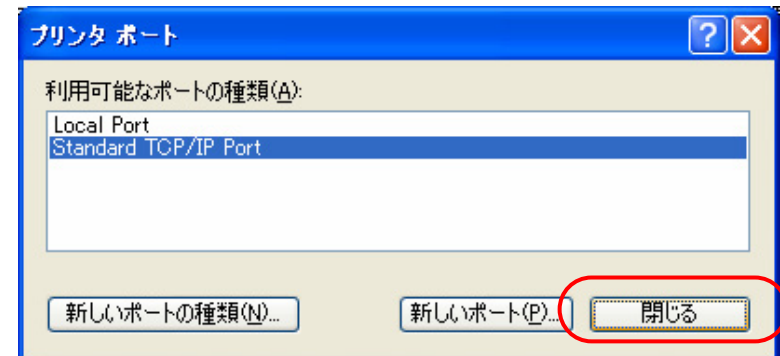 プリンタ ポート
利用可能なポートの種類(A):
Local Port
Standard TCP/IP Port
新しいポートの種類(N)... 新しいポート(P)... 閉じる